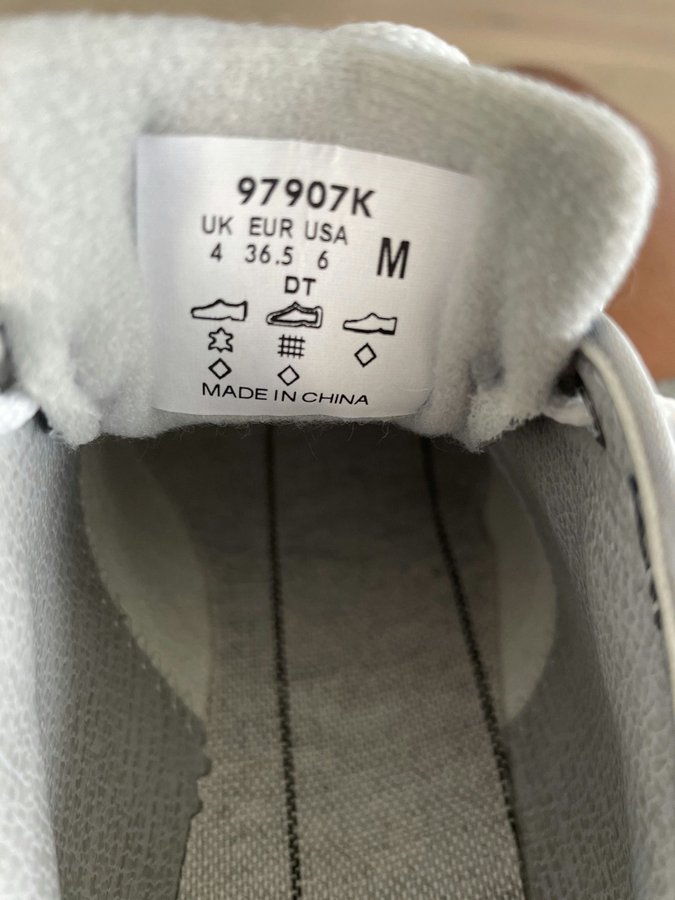 97907K
UK EUR USA
4 36.5 6 M
DT
MADE IN CHINA